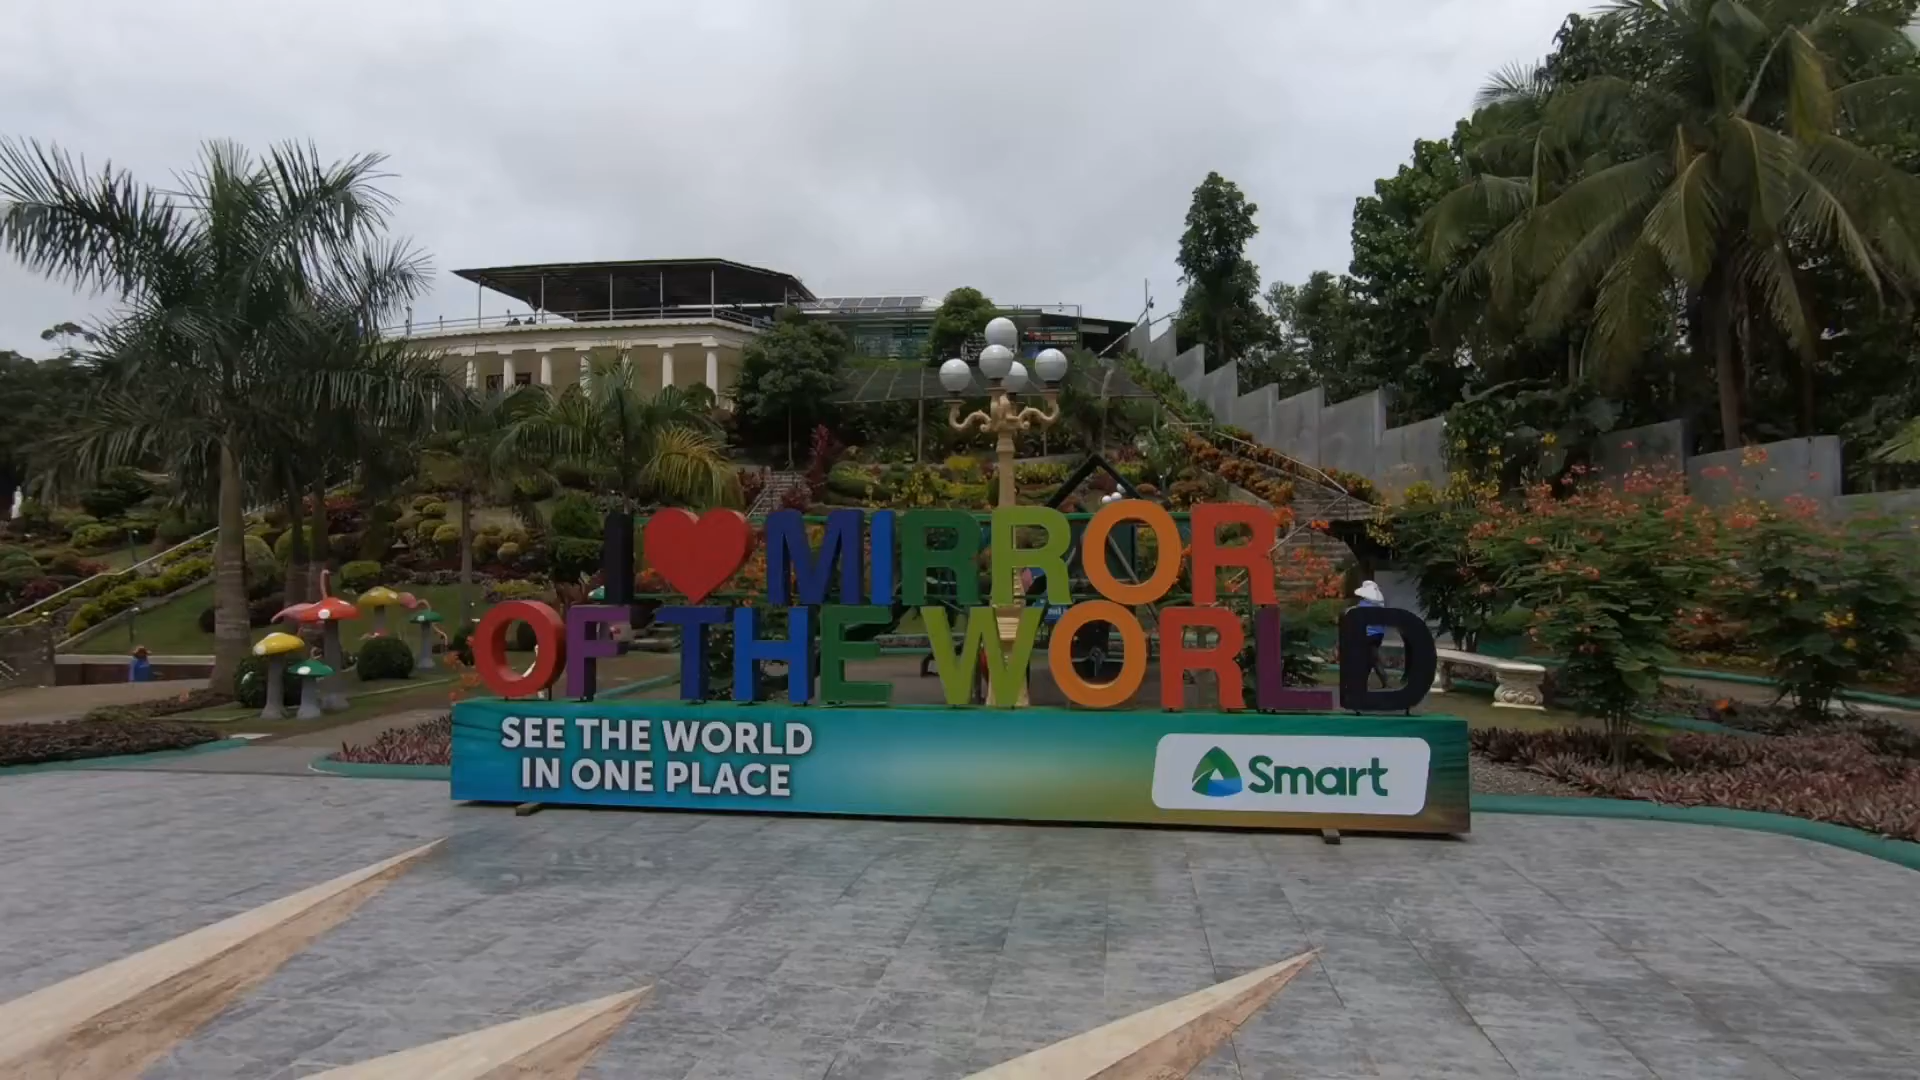 I ❤ MIRROR
OF THE WORLD
SEE THE WORLD
IN ONE PLACE
Smart